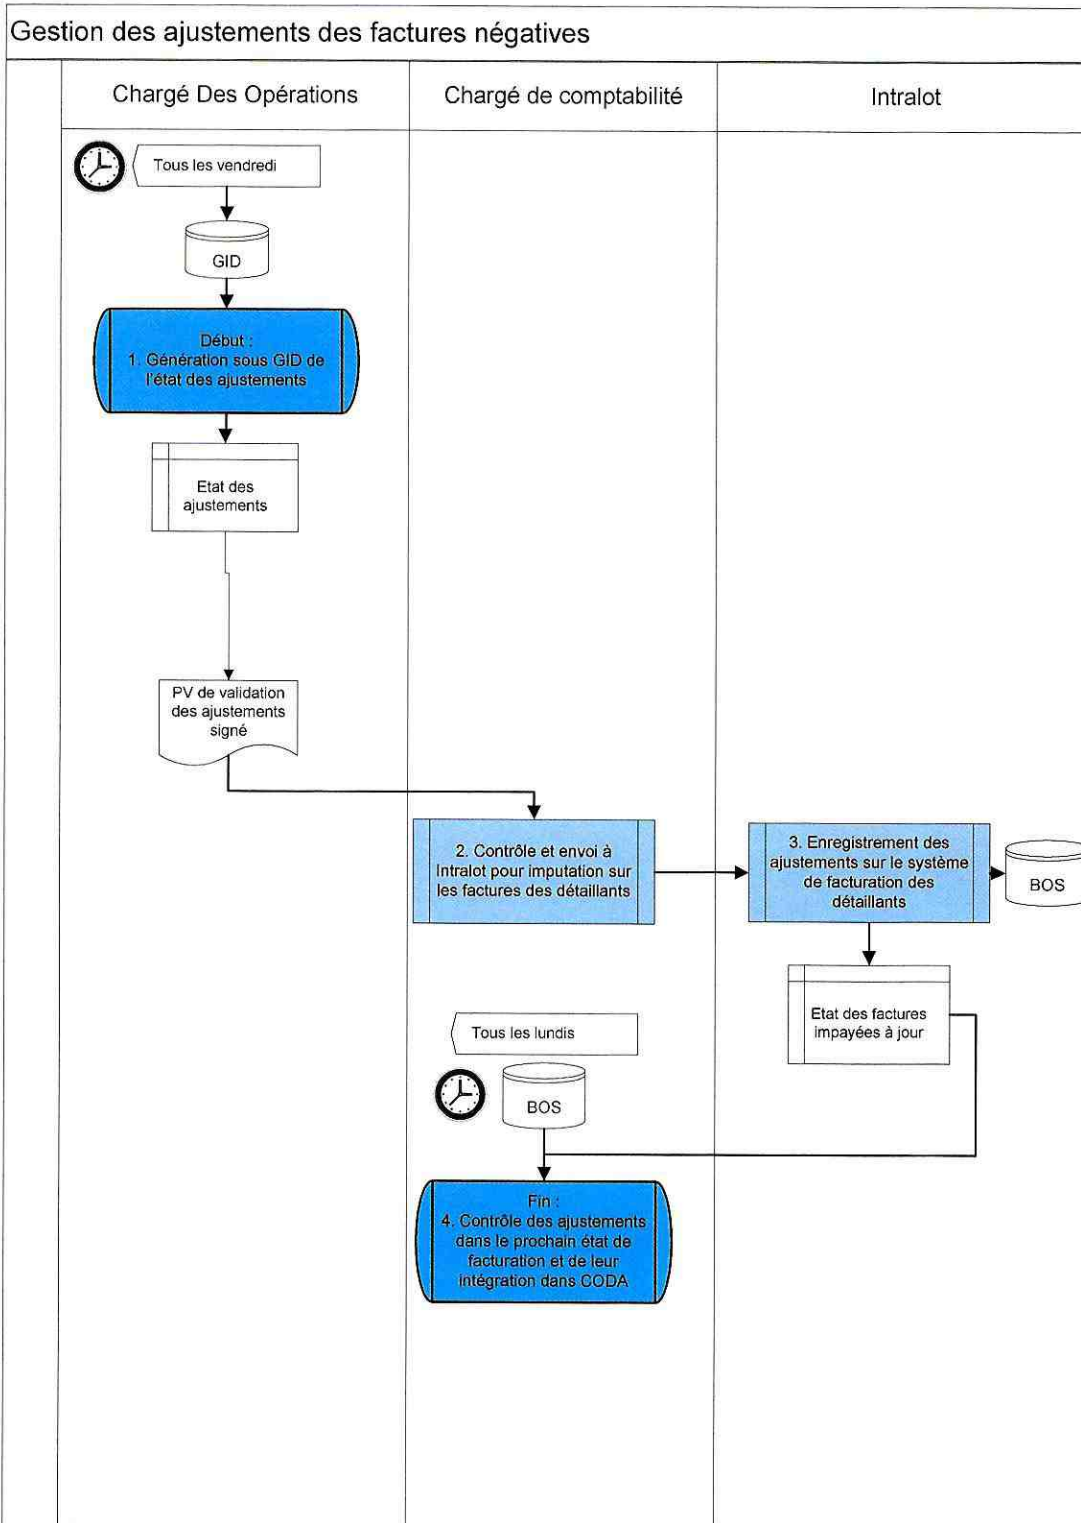 Gestion des ajustements des factures négatives
Chargé Des Opérations
Chargé de comptabilité
Intralot
Tous les vendredi
GID
Début :
1. Génération sous GID de
l'état des ajustements
Etat des
ajustements
PV de validation
des ajustements
signé
2. Contrôle et envoi à
Intralot pour imputation sur
les factures des détaillants
3. Enregistrement des
ajustements sur le système
de facturation des
détaillants
BOS
Etat des factures
impayées à jour
Tous les lundis
BOS
Fin :
4. Contrôle des ajustements
dans le prochain état de
facturation et de leur
intégration dans CODA